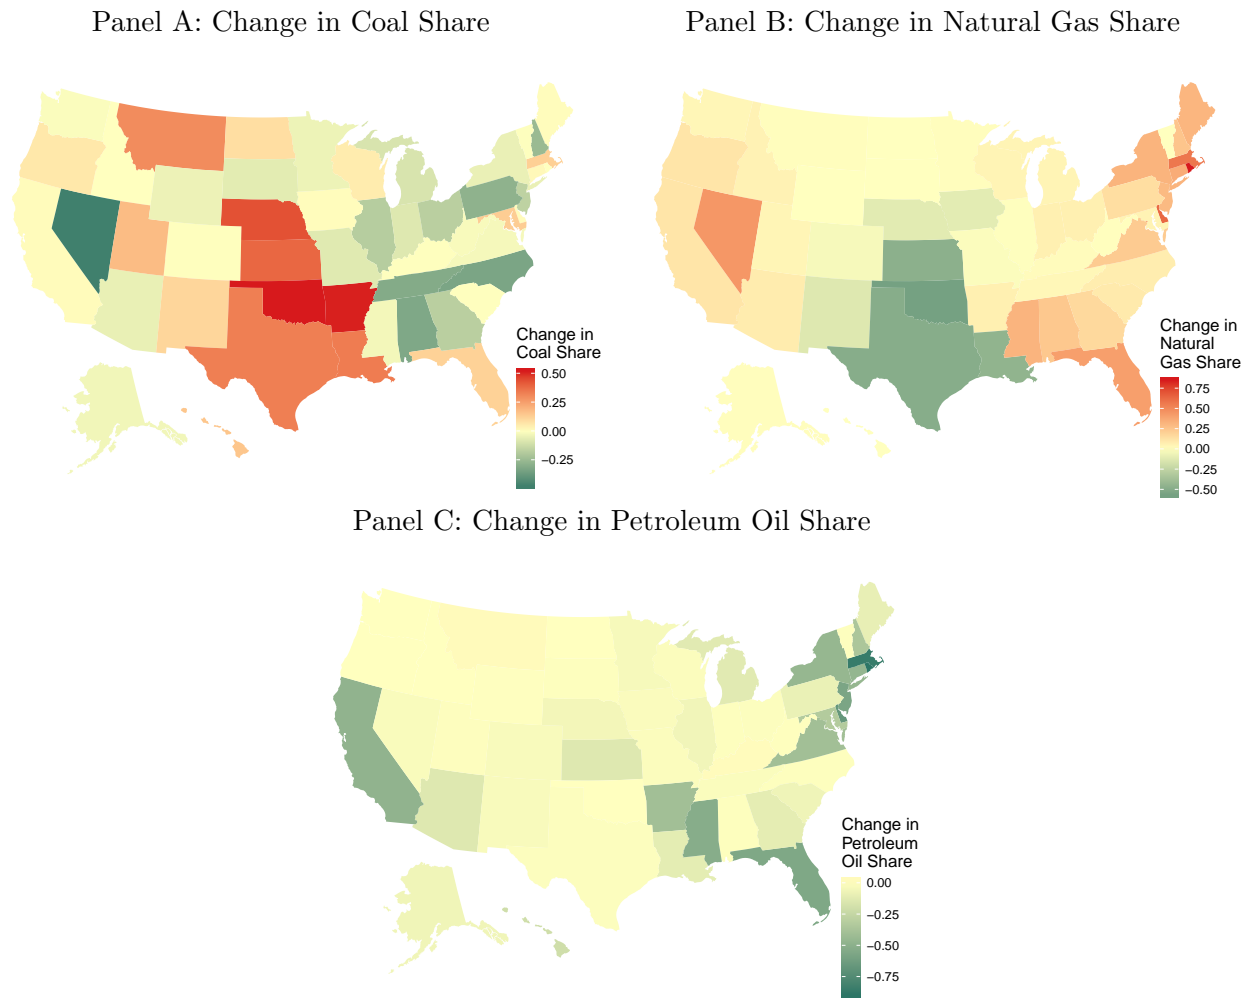 Panel A: Change in Coal Share
Panel B: Change in Natural Gas Share
Change in
Coal Share
0.50
0.25
0.00
−0.25
Change in
Natural
Gas Share
0.75
0.50
0.25
0.00
−0.25
−0.50
Panel C: Change in Petroleum Oil Share
Change in
Petroleum
Oil Share
0.00
−0.25
−0.50
−0.75